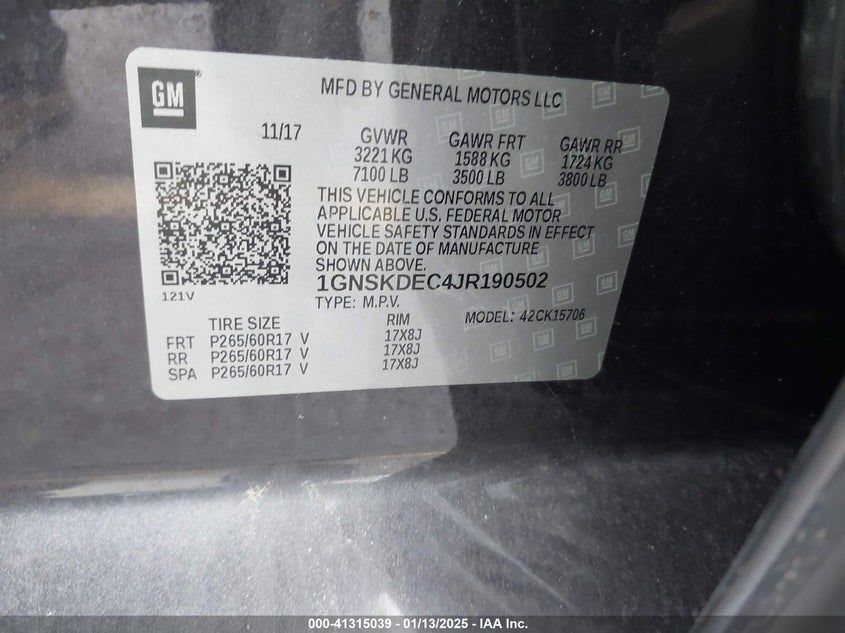 GM
MFD BY GENERAL MOTORS LLC
11/17
GVWR GAWR FRT GAWR RR
3221 KG 1588 KG 1724 KG
7100 LB 3500 LB 3800 LB
THIS VEHICLE CONFORMS TO ALL
APPLICABLE U.S. FEDERAL MOTOR
VEHICLE SAFETY STANDARDS IN EFFECT
ON THE DATE OF MANUFACTURE
SHOWN ABOVE.
121V
1GNSKDEC4JR190502
TYPE: M.P.V. MODEL: 42CK15706
TIRE SIZE RIM
FRT P265/60R17 V 17X8J
RR P265/60R17 V 17X8J
SPA P265/60R17 V 17X8J
000-41315039 - 01/13/2025 - IAA Inc.